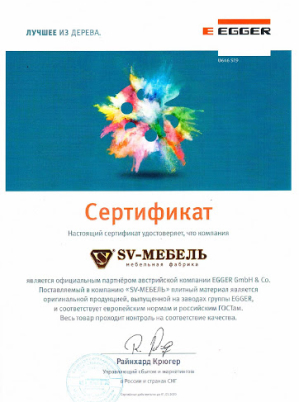 ЛУЧШЕЕ ИЗ ДЕРЕВА.
E EGGER
Сертификат
Настоящий сертификат удостоверяет, что компания
SV-МЕБЕЛЬ
мебельная фабрика
является официальным партнёром австрийской компании EGGER GmbH & Co.
Поставляемый в компанию «SV-МЕБЕЛЬ» плитный материал является
оригинальной продукцией, выпущенной на заводах группы EGGER,
и соответствует европейским нормам и российским ГОСТам.
Весь товар проходит контроль на соответствие качества.
Райнхард Крюгер
Управляющий сбытом и маркетингом
в России и странах СНГ